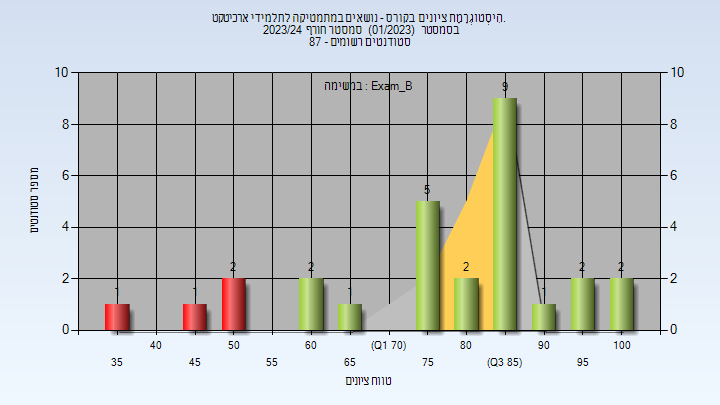 היסטוגרמת ציונים בקורס - נושאים במתמטיקה לתלמידי ארכיטקט.
בסמסטר (01/2023) סמסטר חורף 2023/24
סטודנטים רשומים - 87
במשימה : Exam_B
10 10
8 8
6 6
4 4
2 2
0 0
1 1 2 2 1 5 2 9 1 2 2
מספר סטודנטים
40 50 60 (Q1 70) 80 90 100
35 45 55 65 75 (Q3 85) 95
טווח ציונים